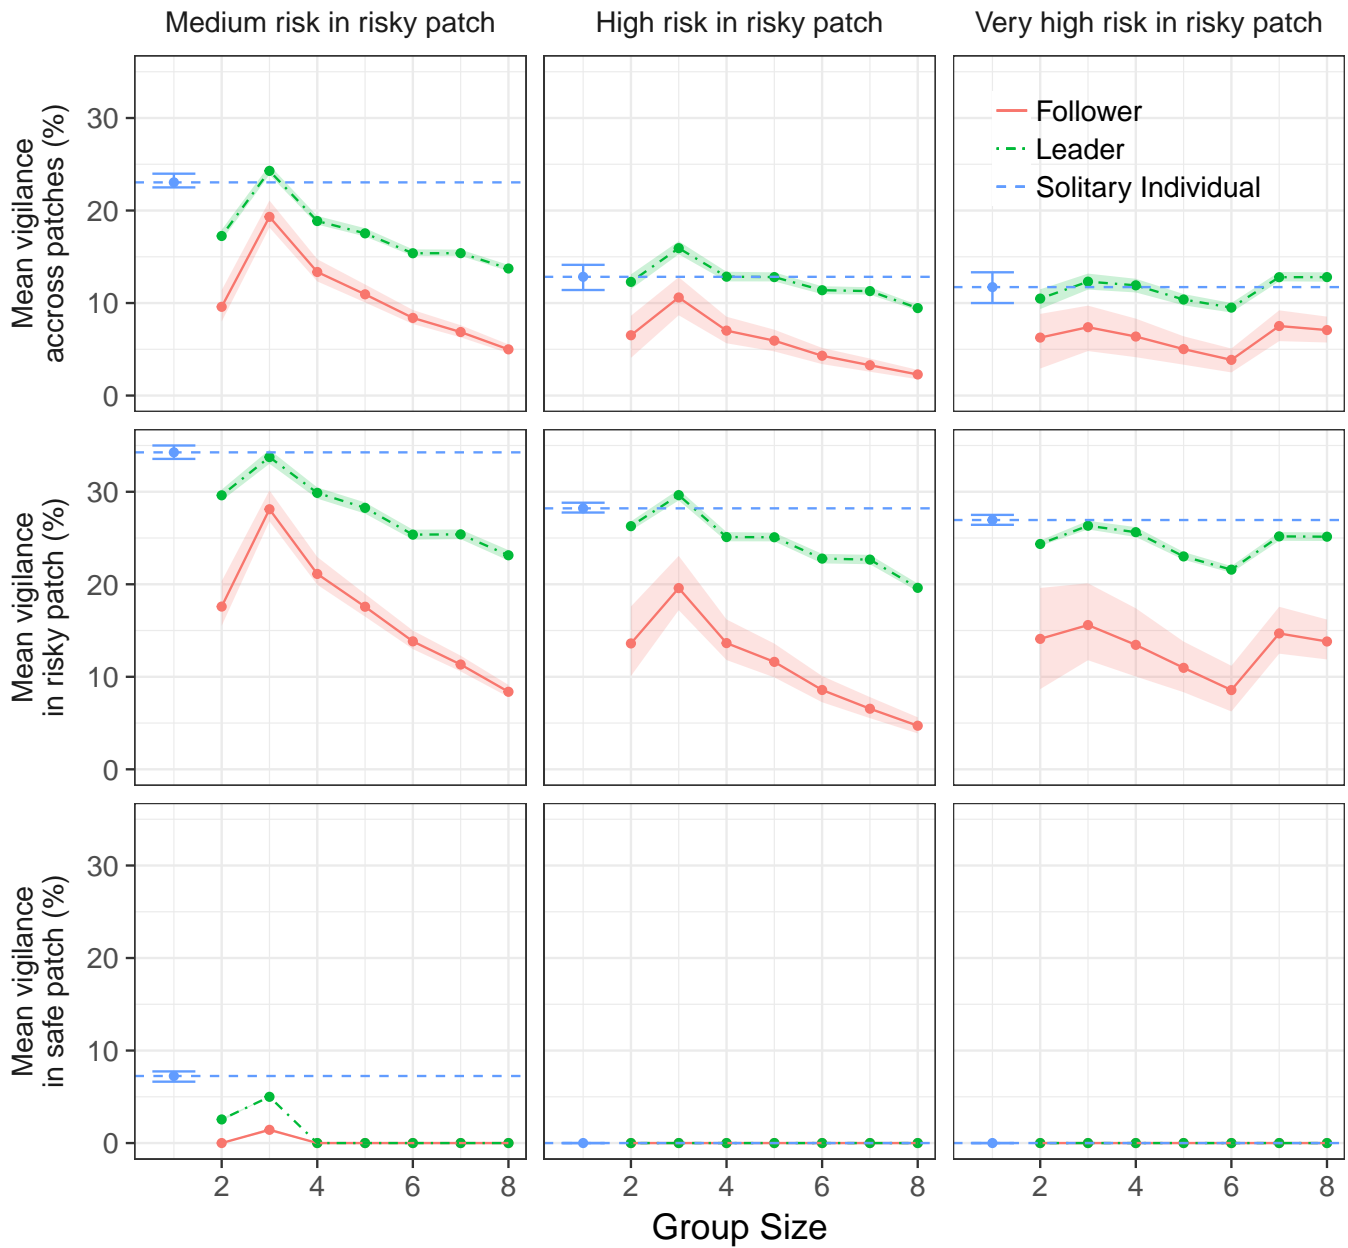 Medium risk in risky patch
High risk in risky patch
Very high risk in risky patch
Mean vigilance
accross patches (%)
30
20
10
0
Follower
Leader
Solitary Individual
Mean vigilance
in risky patch (%)
30
20
10
0
Mean vigilance
in safe patch (%)
30
20
10
0
2 4 6 8
2 4 6 8
2 4 6 8
Group Size